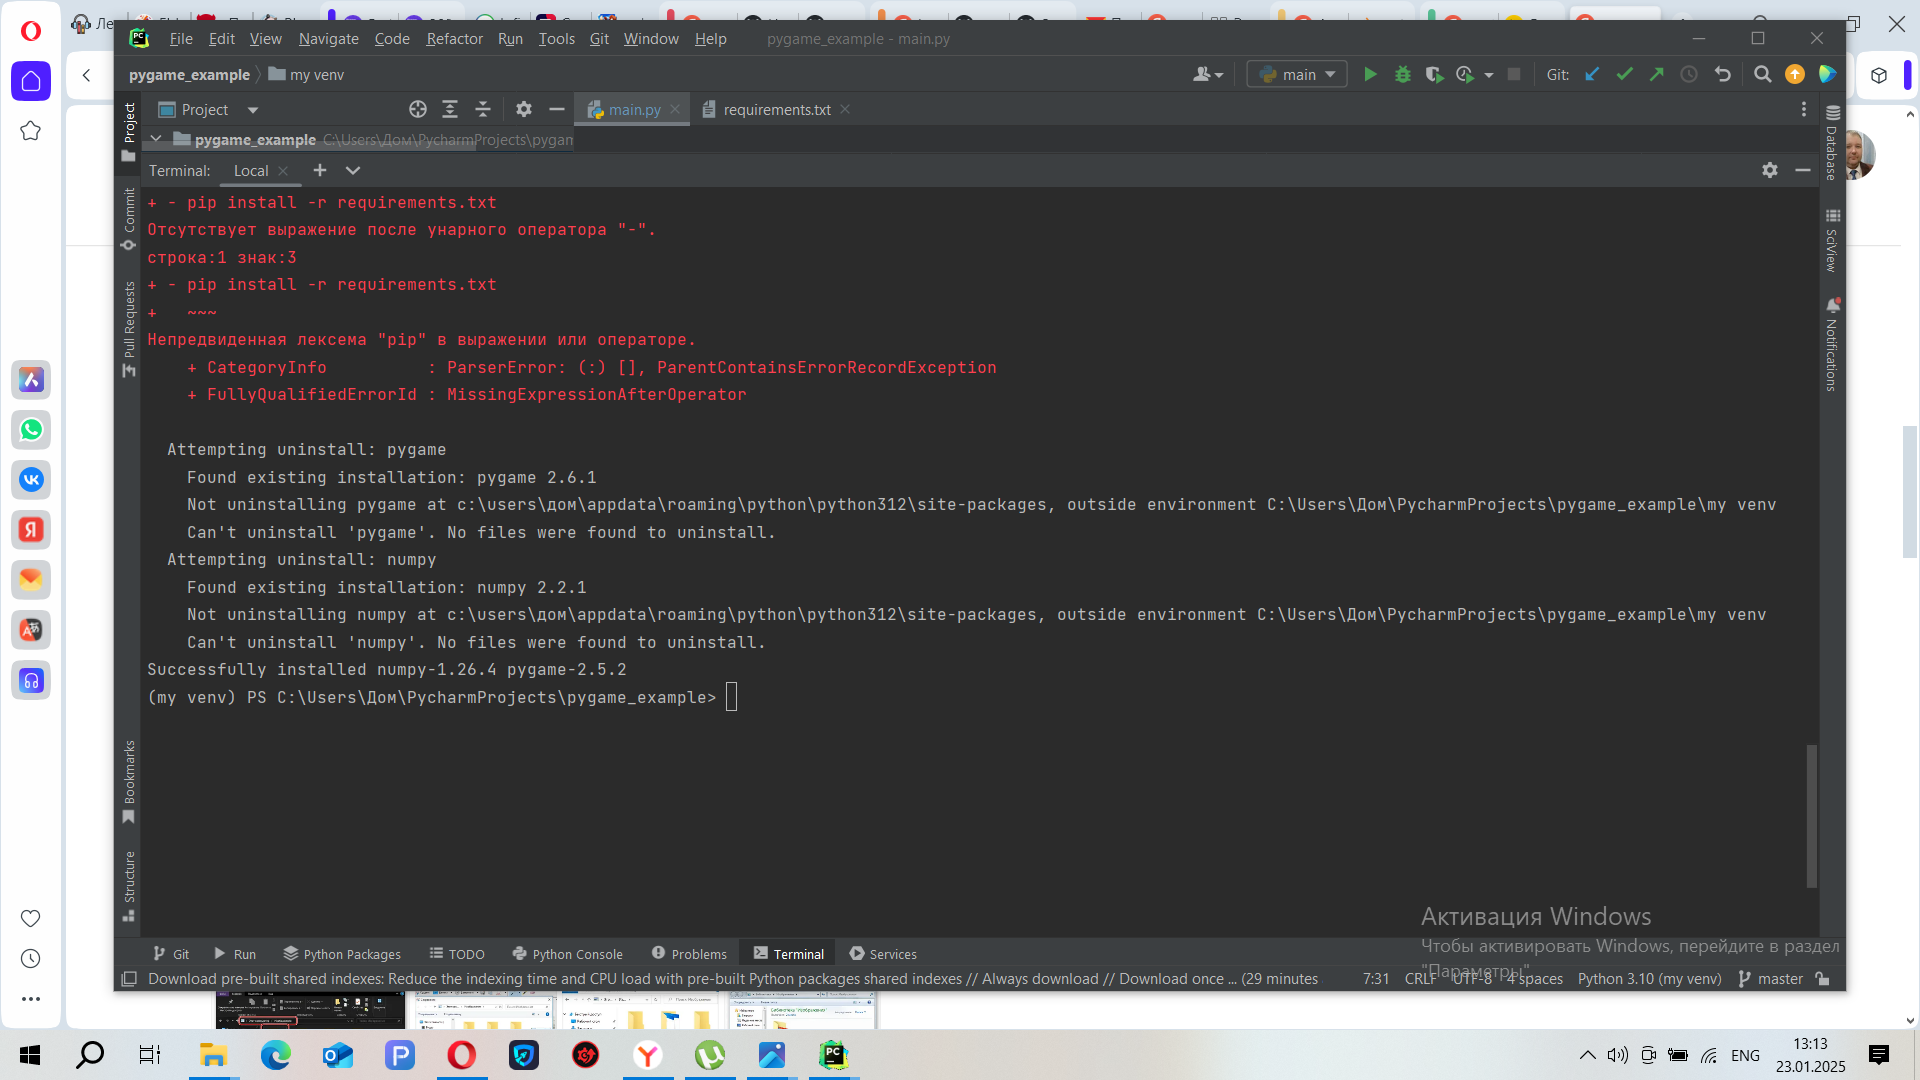 File Edit View Navigate Code Refactor Run Tools Git Window Help pygame_example - main.py
pygame_example my venv main Git:
Project main.py requirements.txt
pygame_example C:\Users\Дом\PycharmProjects\pygam
Terminal: Local
+ - pip install -r requirements.txt
Отсутствует выражение после унарного оператора "-".
строка:1 знак:3
+ - pip install -r requirements.txt
+   ~~~
Непредвиденная лексема "pip" в выражении или операторе.
+ CategoryInfo : ParserError: (:) [], ParentContainsErrorRecordException
+ FullyQualifiedErrorId : MissingExpressionAfterOperator
Attempting uninstall: pygame
Found existing installation: pygame 2.6.1
Not uninstalling pygame at c:\users\дом\appdata\roaming\python\python312\site-packages, outside environment C:\Users\Дом\PycharmProjects\pygame_example\my venv
Can't uninstall 'pygame'. No files were found to uninstall.
Attempting uninstall: numpy
Found existing installation: numpy 2.2.1
Not uninstalling numpy at c:\users\дом\appdata\roaming\python\python312\site-packages, outside environment C:\Users\Дом\PycharmProjects\pygame_example\my venv
Can't uninstall 'numpy'. No files were found to uninstall.
Successfully installed numpy-1.26.4 pygame-2.5.2
(my venv) PS C:\Users\Дом\PycharmProjects\pygame_example>
Project
Commit
Pull Requests
Bookmarks
Structure
Database
SciView
Notifications
Активация Windows
Чтобы активировать Windows, перейдите в раздел
"Параметры"
Git Run Python Packages TODO Python Console Problems Terminal Services
Download pre-built shared indexes: Reduce the indexing time and CPU load with pre-built Python packages shared indexes // Always download // Download once ... (29 minutes 7:31 CRLF UTF-8 4 spaces Python 3.10 (my venv) master
ENG
13:13
23.01.2025